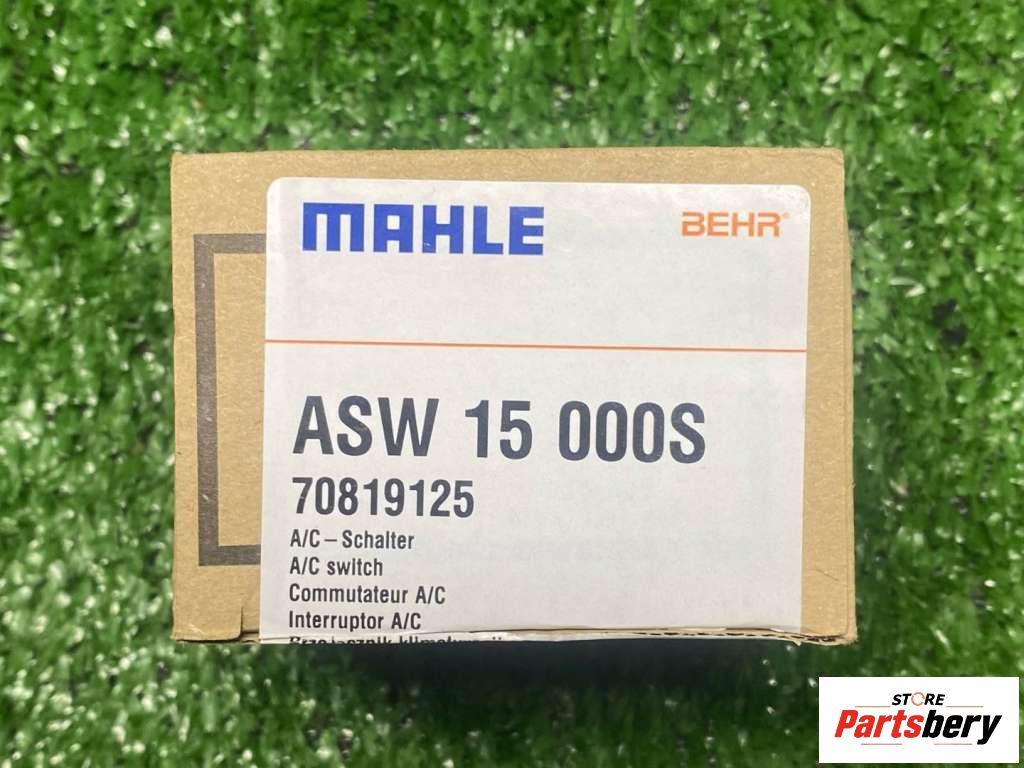 MAHLE
BEHR®
ASW 15 000S
70819125
A/C – Schalter
A/C switch
Commutateur A/C
Interruptor A/C
STORE
Partsbery